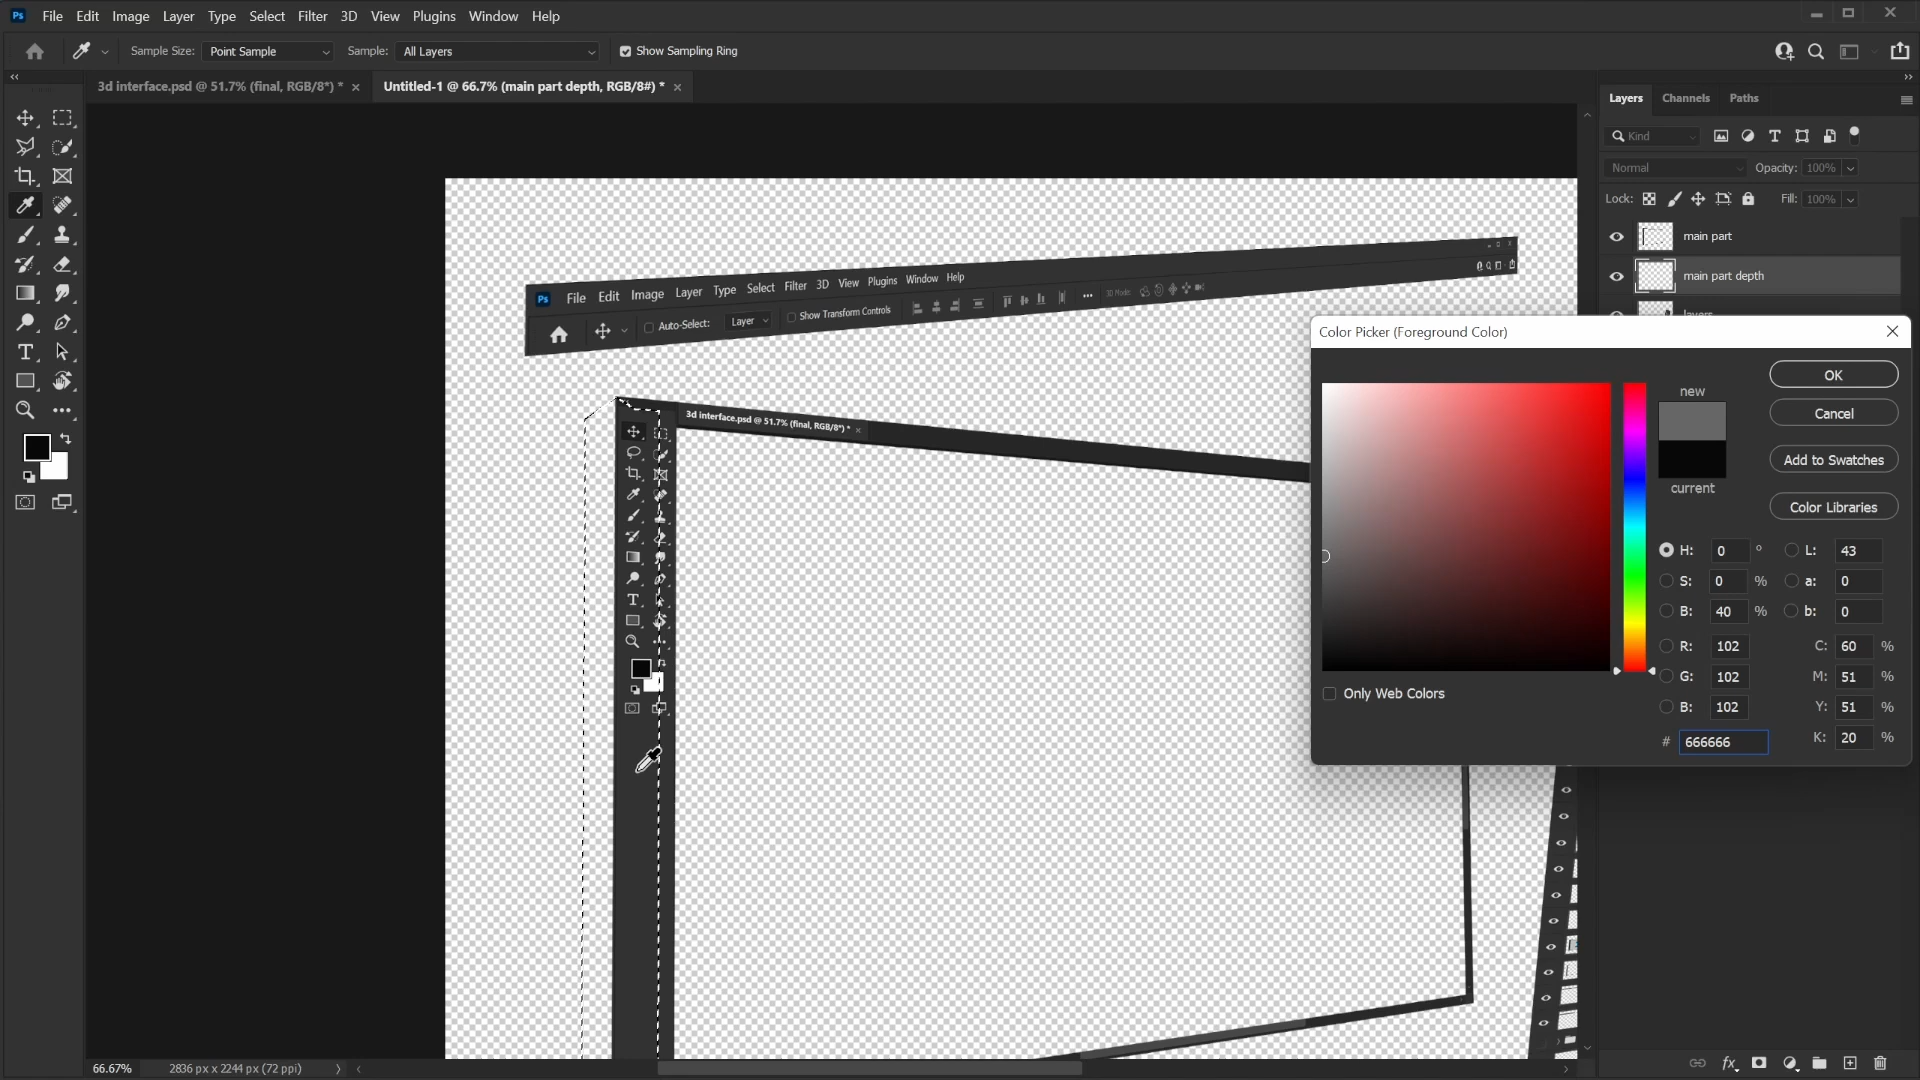 Ps File Edit Image Layer Type Select Filter 3D View Plugins Window Help
Sample Size: Point Sample Sample: All Layers Show Sampling Ring
3d interface.psd @ 51.7% (final, RGB/8*) * × Untitled-1 @ 66.7% (main part depth, RGB/8#) * ×
Layers Channels Paths
Kind
Normal Opacity: 100%
Lock: Fill: 100%
main part
main part depth
layers
Ps File Edit Image Layer Type Select Filter 3D View Plugins Window Help
Auto-Select: Layer Show Transform Controls 3D Mode:
3d interface.psd @ 51.7% (final, RGB/8*) * ×
Color Picker (Foreground Color)
new
current
OK
Cancel
Add to Swatches
Color Libraries
H: 0 ° L: 43
S: 0 % a: 0
B: 40 % b: 0
R: 102 C: 60 %
G: 102 M: 51 %
B: 102 Y: 51 %
# 666666 K: 20 %
Only Web Colors
66.67% 2836 px x 2244 px (72 ppi)